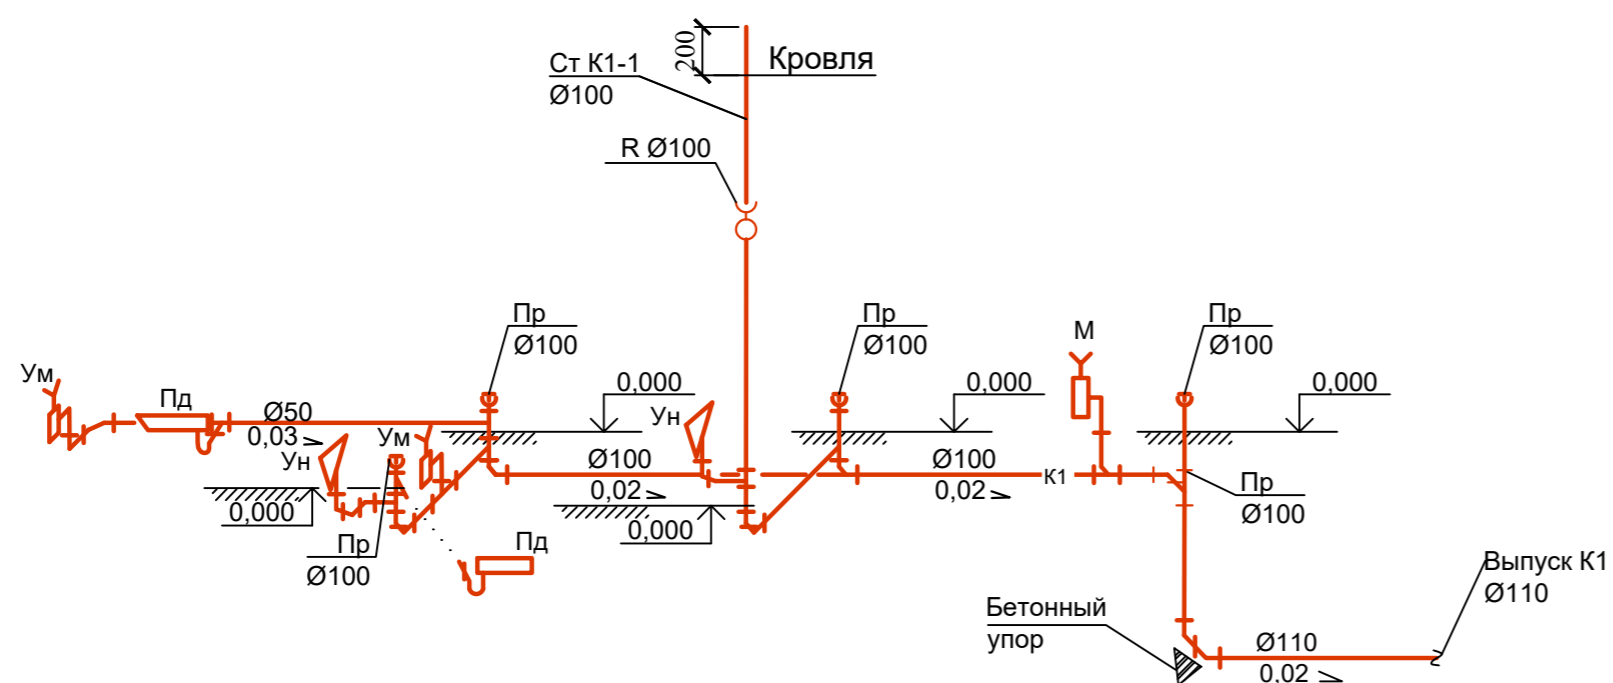 200
Кровля
Ст К1-1
Ø100
R Ø100
Пр
Ø100
Пр
Ø100
Пр
Ø100
М
Ум
Пд
Ø50
0,03
0,000
0,000
0,000
Ун
Ум
Ун
Ø100
0,02
Ø100
0,02
К1
Пр
Ø100
0,000
0,000
Пр
Ø100
Пд
Выпуск К1
Ø110
Бетонный
упор
Ø110
0,02